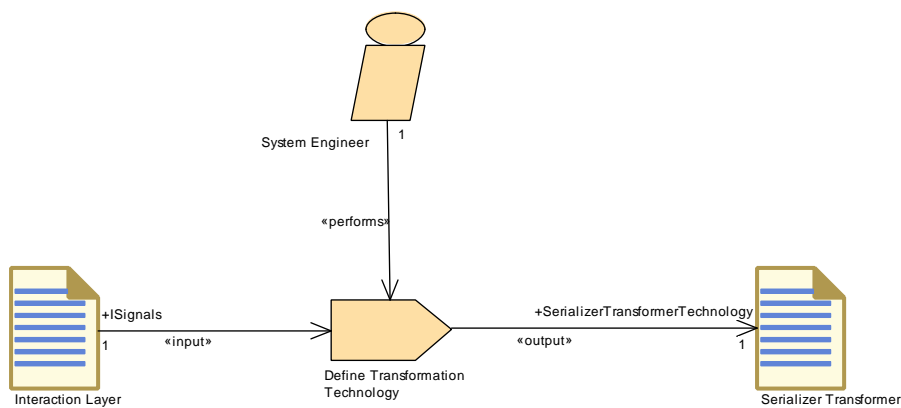 1
System Engineer
«performs»
+ISignals
+SerializerTransformerTechnology
1
«input»
«output»
1
Define Transformation
Technology
Interaction Layer
Serializer Transformer